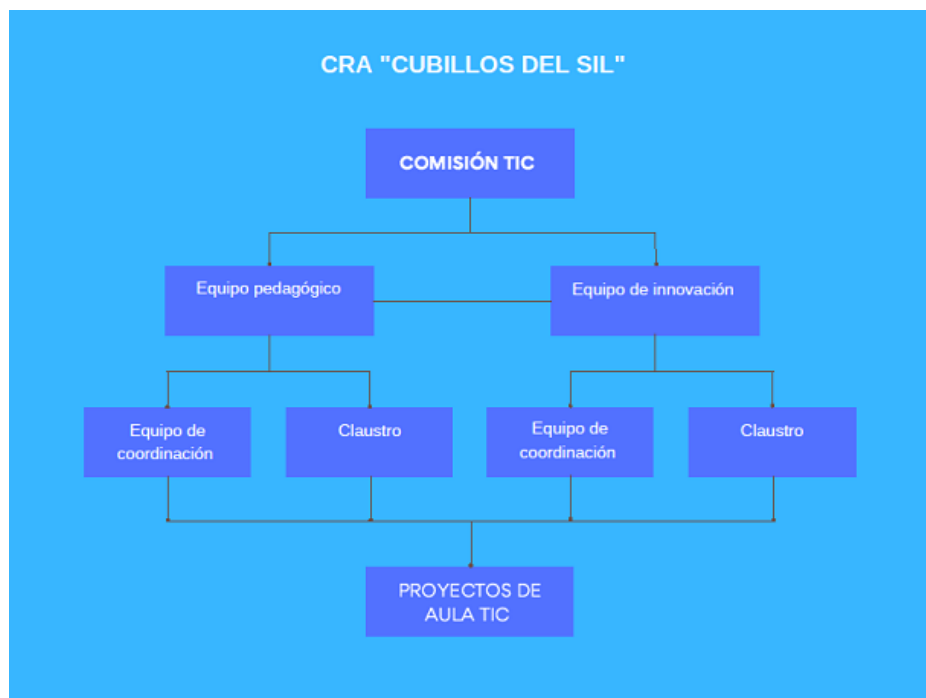 CRA "CUBILLOS DEL SIL"
COMISIÓN TIC
Equipo pedagógico
Equipo de innovación
Equipo de
coordinación
Claustro
Equipo de
coordinación
Claustro
PROYECTOS DE
AULA TIC